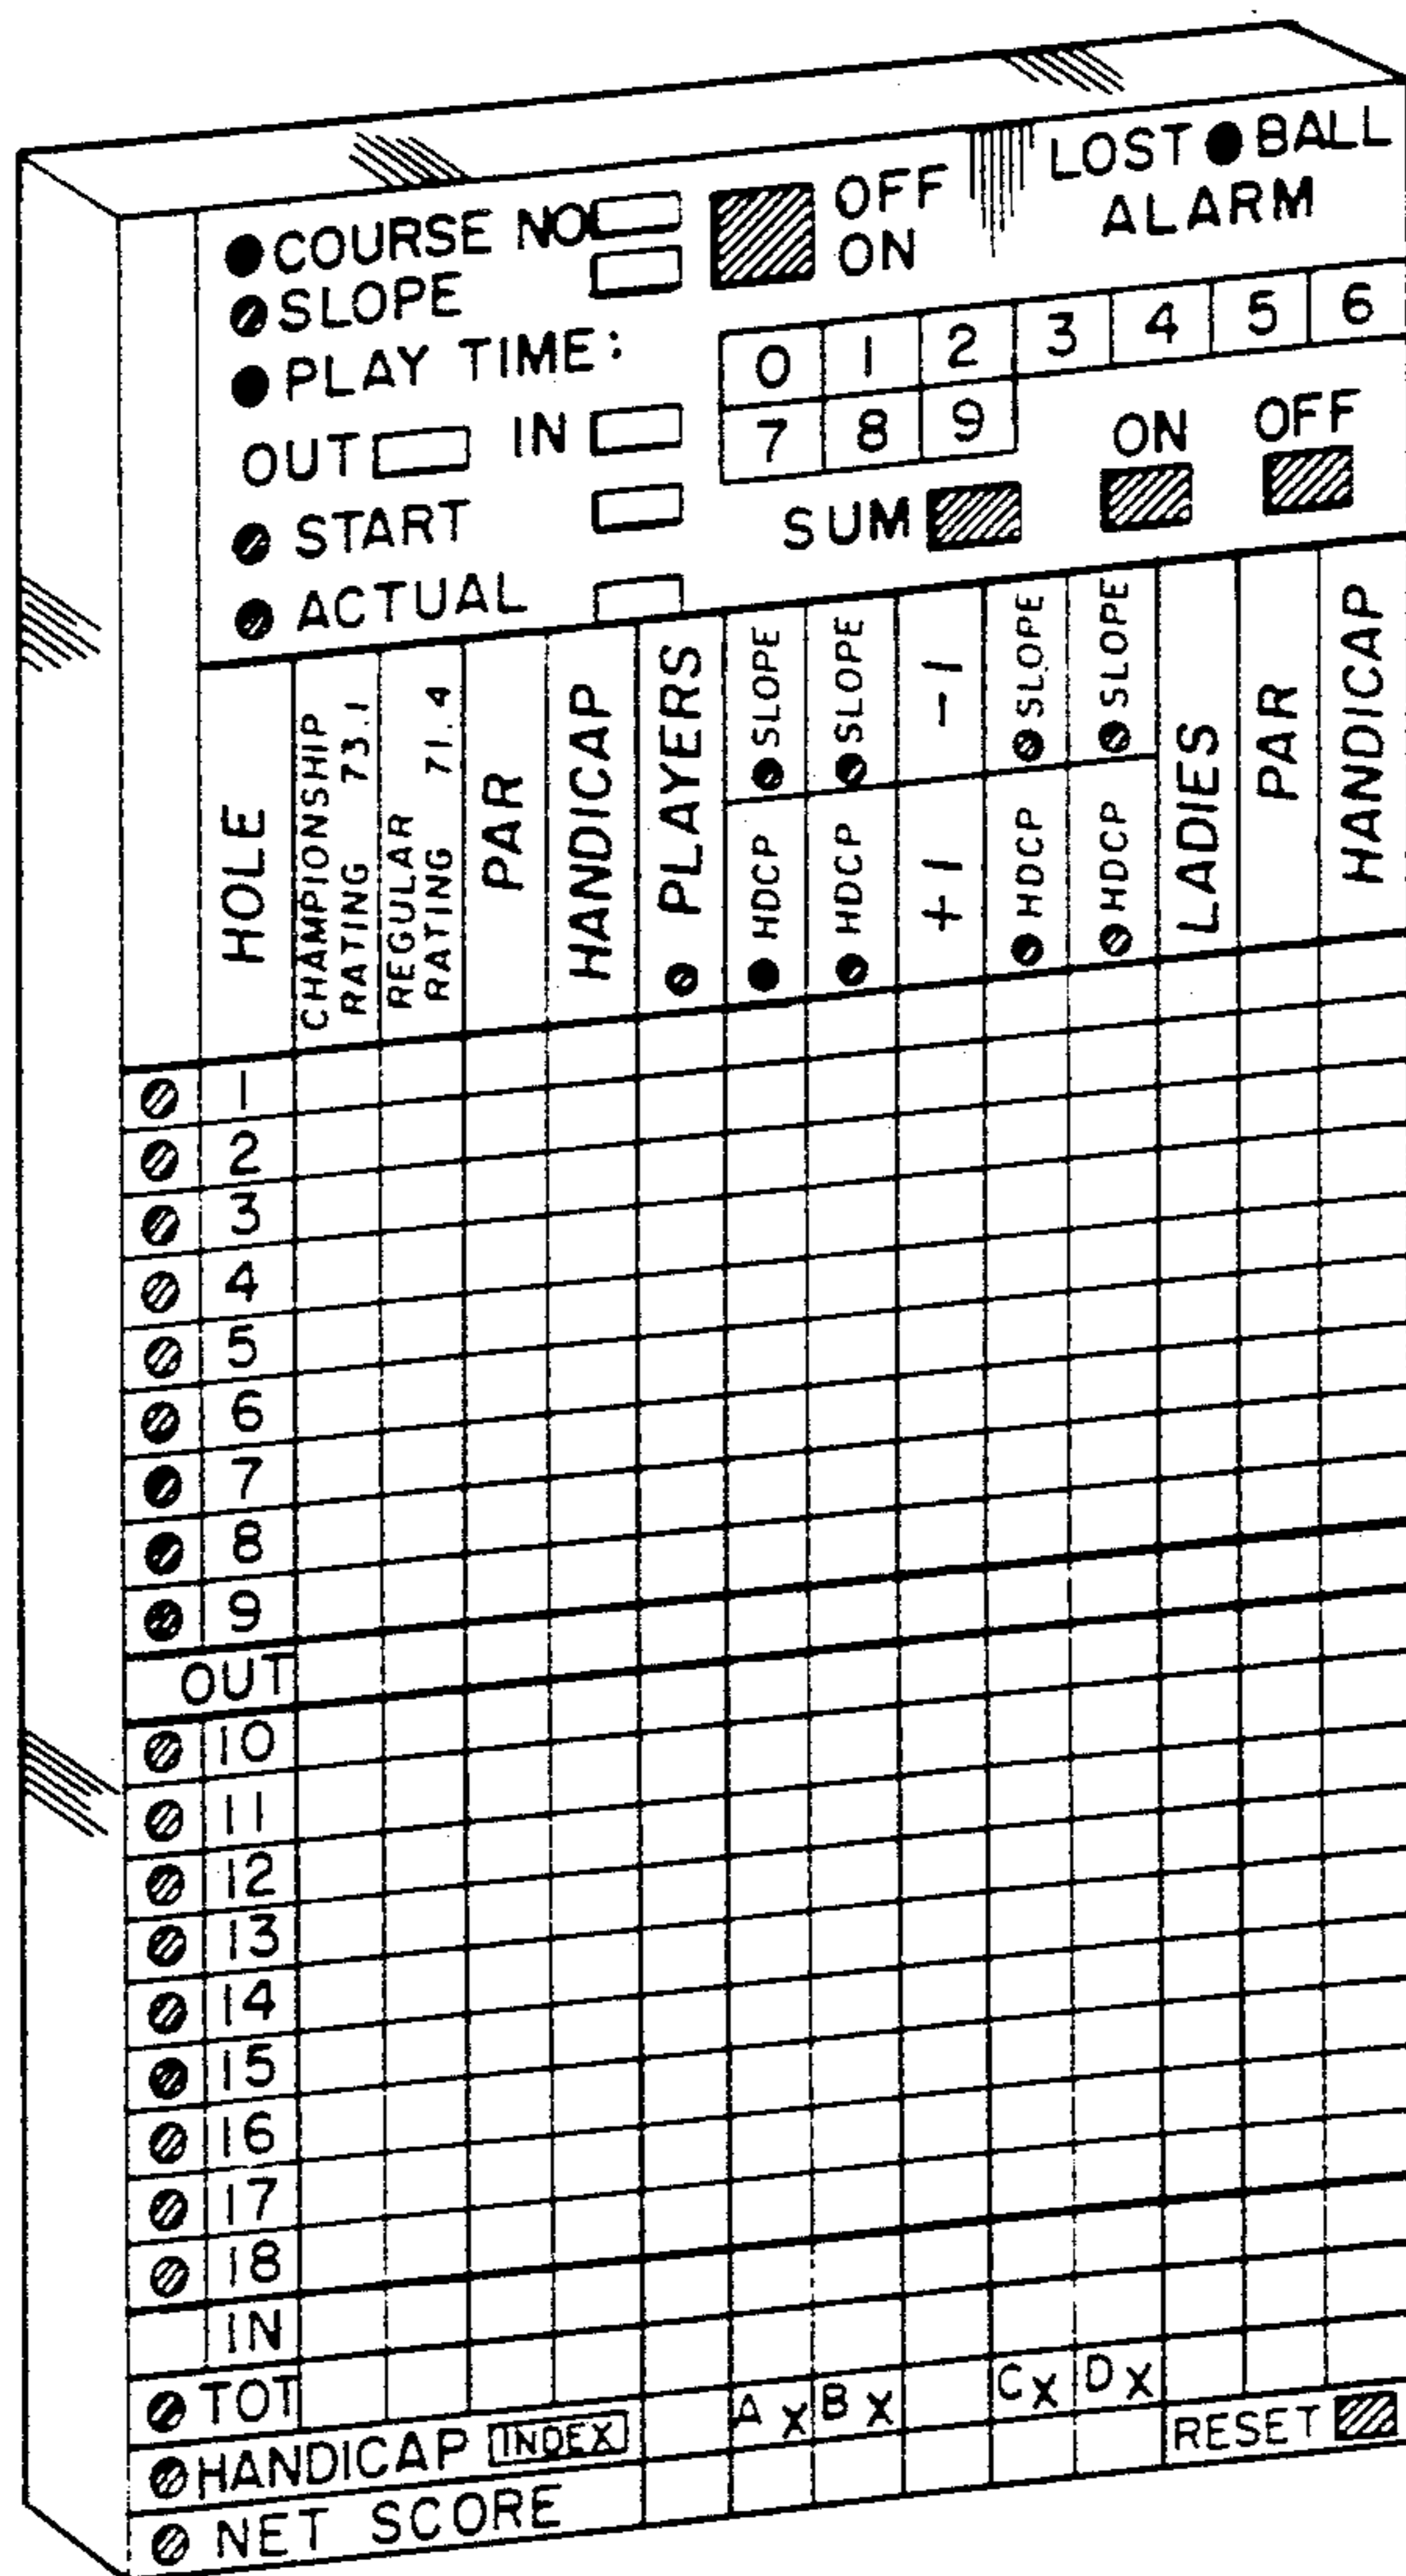 LOST BALL
ALARM
COURSE NO
OFF
ON
SLOPE
PLAY TIME:
0 1 2 3 4 5 6
7 8 9
OUT IN
ON OFF
START
SUM
ACTUAL
HOLE
CHAMPIONSHIP
RATING 73.1
REGULAR
RATING 71.4
PAR
HANDICAP
PLAYERS
HDCP SLOPE
HDCP SLOPE
+1 -1
HDCP SLOPE
HDCP SLOPE
LADIES
PAR
HANDICAP
1
2
3
4
5
6
7
8
9
OUT
10
11
12
13
14
15
16
17
18
IN
TOT
A X B X C X D X
HANDICAP INDEX
RESET
NET SCORE